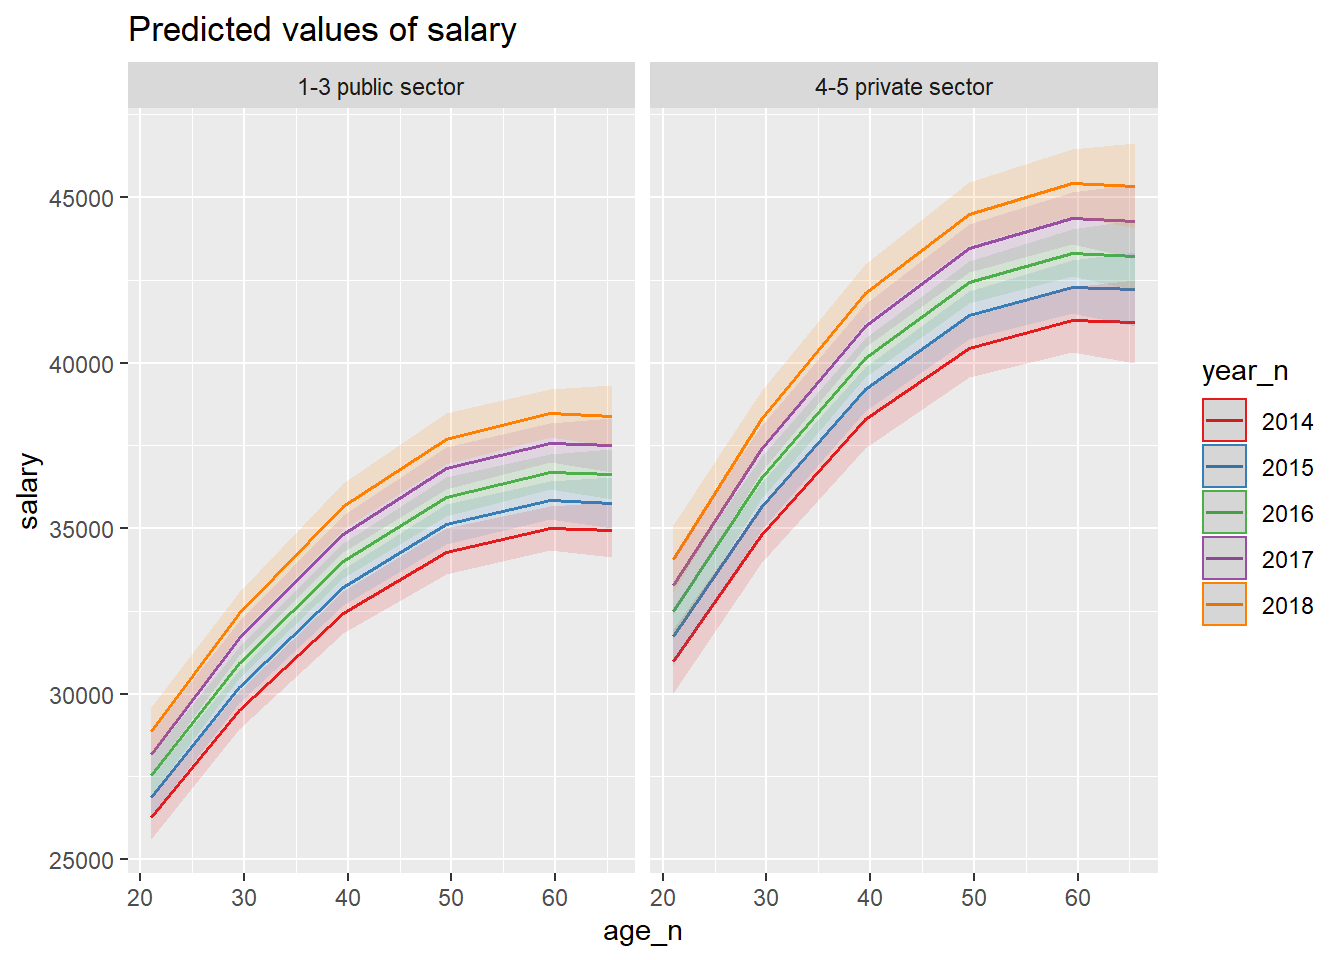 Predicted values of salary
1-3 public sector
4-5 private sector
45000
40000
35000
30000
25000
salary
20 30 40 50 60
20 30 40 50 60
age_n
year_n
2014
2015
2016
2017
2018